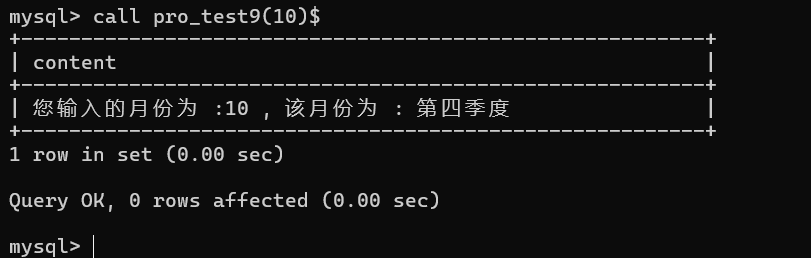 mysql> call pro_test9(10)$
+---------------------------------------------------------+
| content                                                 |
+---------------------------------------------------------+
| 您输入的月份为 :10 , 该月份为 : 第四季度                |
+---------------------------------------------------------+
1 row in set (0.00 sec)
Query OK, 0 rows affected (0.00 sec)
mysql>